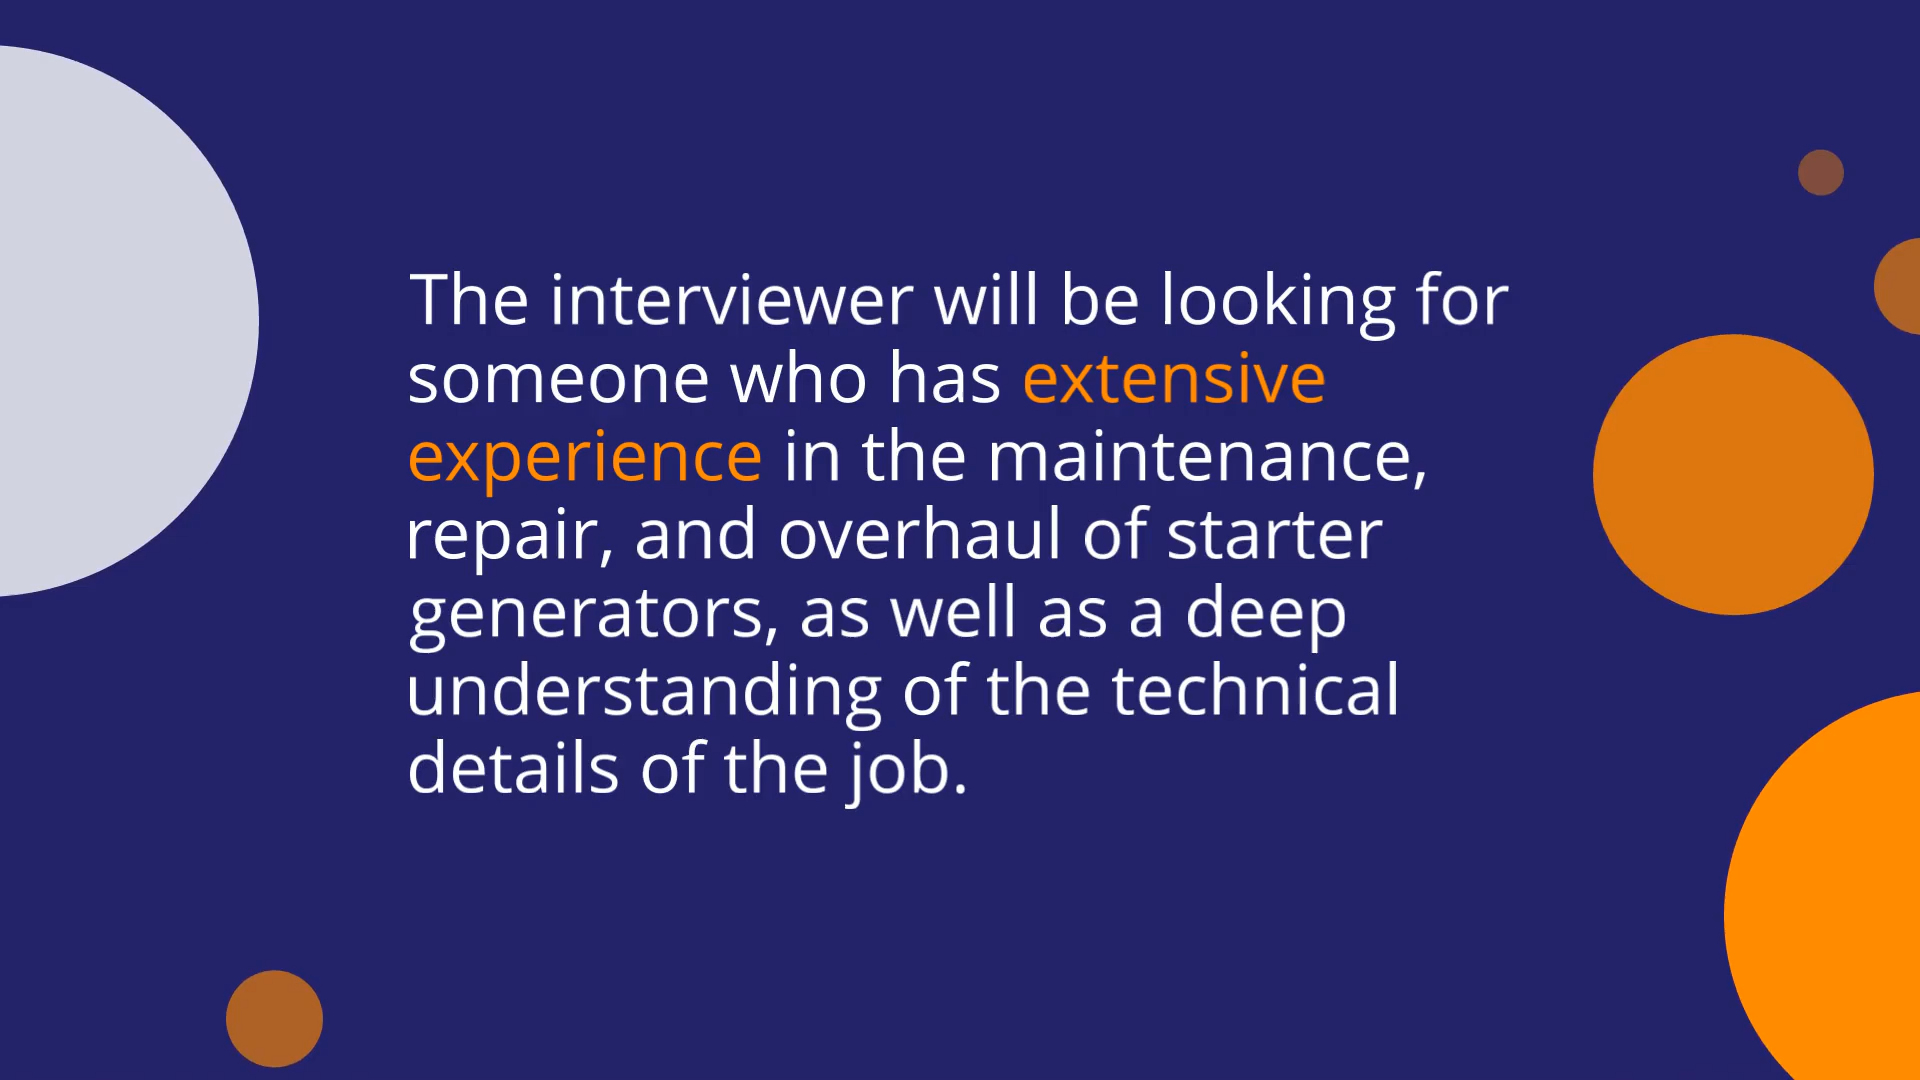 The interviewer will be looking for
someone who has extensive
experience in the maintenance,
repair, and overhaul of starter
generators, as well as a deep
understanding of the technical
details of the job.